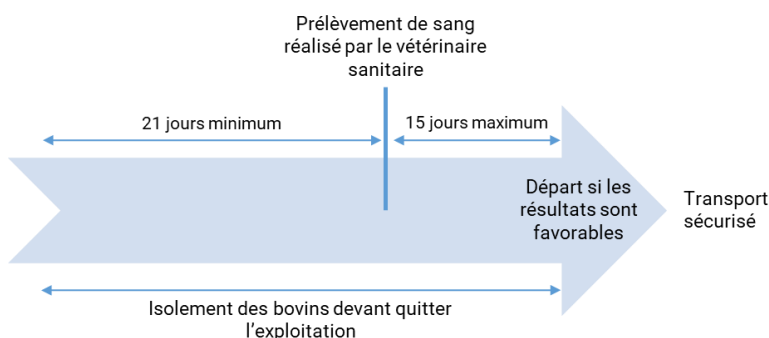 Prélèvement de sang
réalisé par le vétérinaire
sanitaire
21 jours minimum
15 jours maximum
Départ si les
résultats sont
favorables
Transport
sécurisé
Isolement des bovins devant quitter
l'exploitation